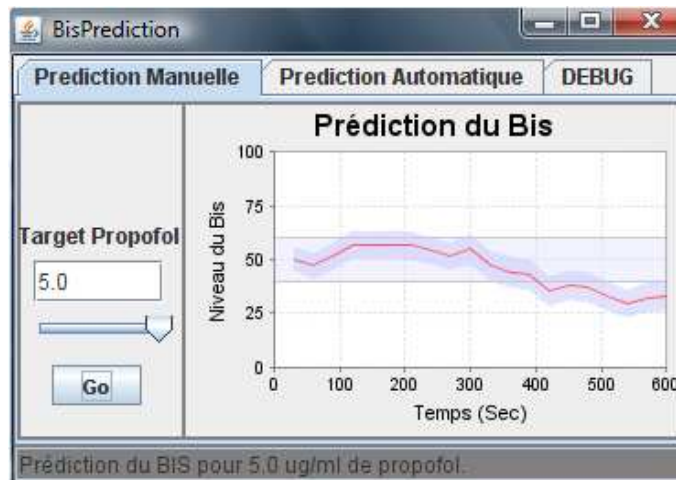 BisPrediction
Prediction Manuelle Prediction Automatique DEBUG
Prédiction du Bis
Target Propofol
5.0
Go
Niveau du Bis
100
75
50
25
0
0 100 200 300 400 500 600
Temps (Sec)
Prédiction du BIS pour 5.0 ug/ml de propofol.